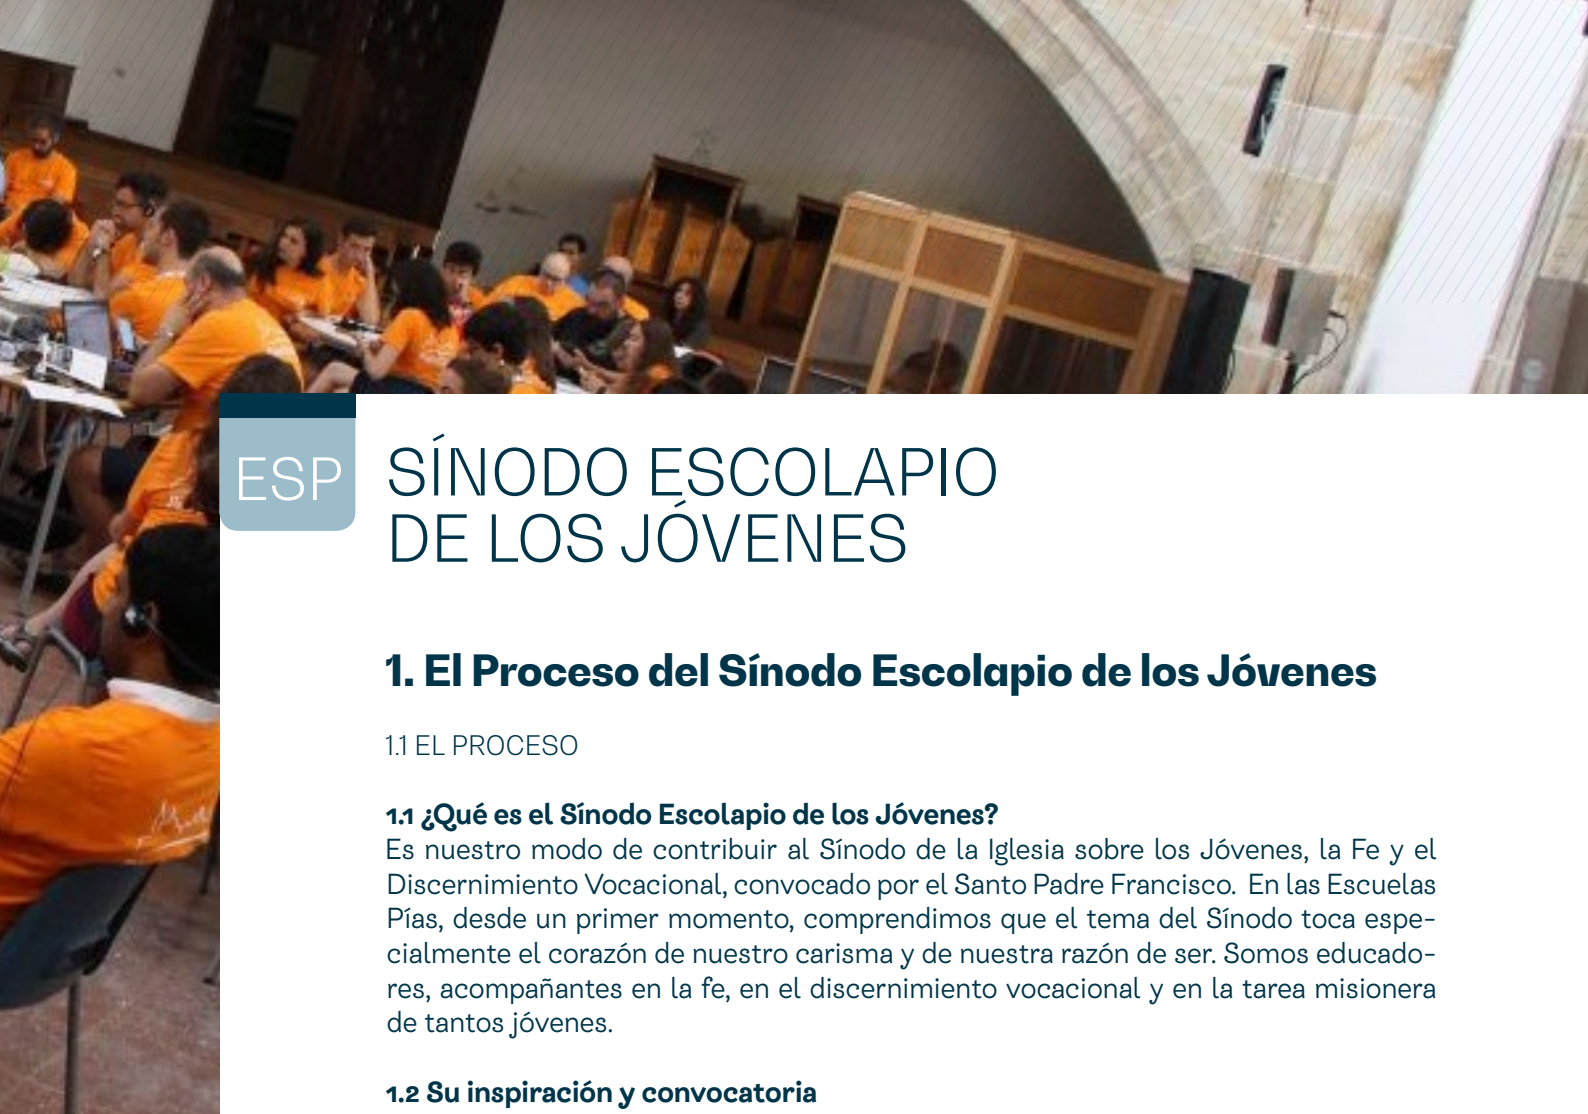 ESP
SÍNODO ESCOLAPIO
DE LOS JÓVENES
1. El Proceso del Sínodo Escolapio de los Jóvenes
1.1 EL PROCESO
1.1 ¿Qué es el Sínodo Escolapio de los Jóvenes?
Es nuestro modo de contribuir al Sínodo de la Iglesia sobre los Jóvenes, la Fe y el
Discernimiento Vocacional, convocado por el Santo Padre Francisco. En las Escuelas
Pías, desde un primer momento, comprendimos que el tema del Sínodo toca espe-
cialmente el corazón de nuestro carisma y de nuestra razón de ser. Somos educado-
res, acompañantes en la fe, en el discernimiento vocacional y en la tarea misionera
de tantos jóvenes.
1.2 Su inspiración y convocatoria